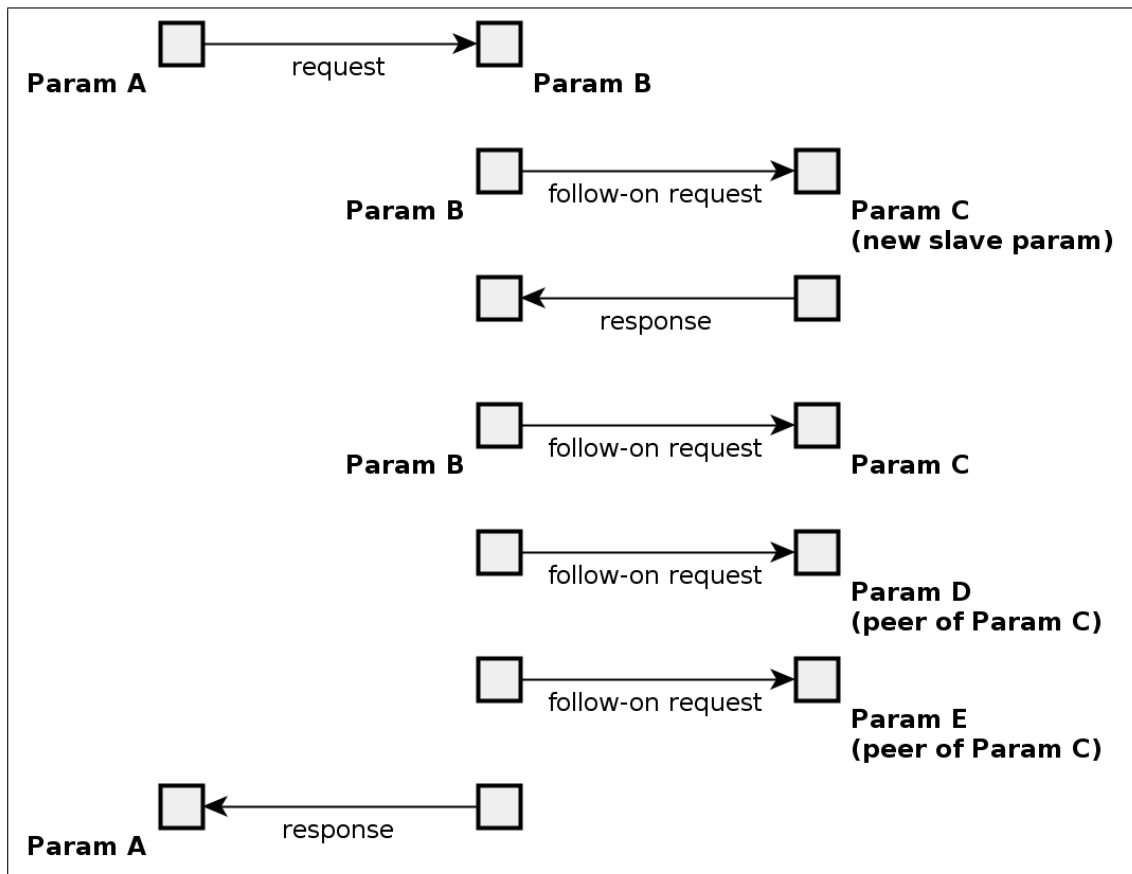 request
Param A
Param B
follow-on request
Param B
Param C
(new slave param)
response
follow-on request
Param B
Param C
follow-on request
Param D
(peer of Param C)
follow-on request
Param E
(peer of Param C)
response
Param A